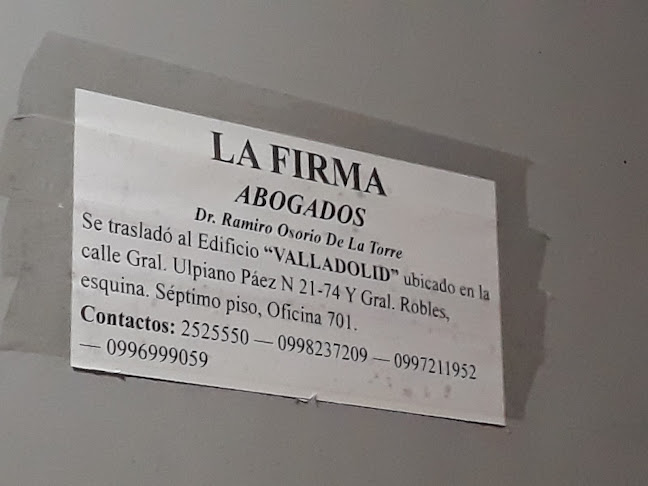 LA FIRMA
ABOGADOS
Dr. Ramiro Osorio De La Torre
Se trasladó al Edificio “VALLADOLID” ubicado en la
calle Gral. Ulpiano Páez N 21-74 Y Gral. Robles,
esquina. Séptimo piso, Oficina 701.
Contactos: 2525550 — 0998237209 — 0997211952
— 0996999059